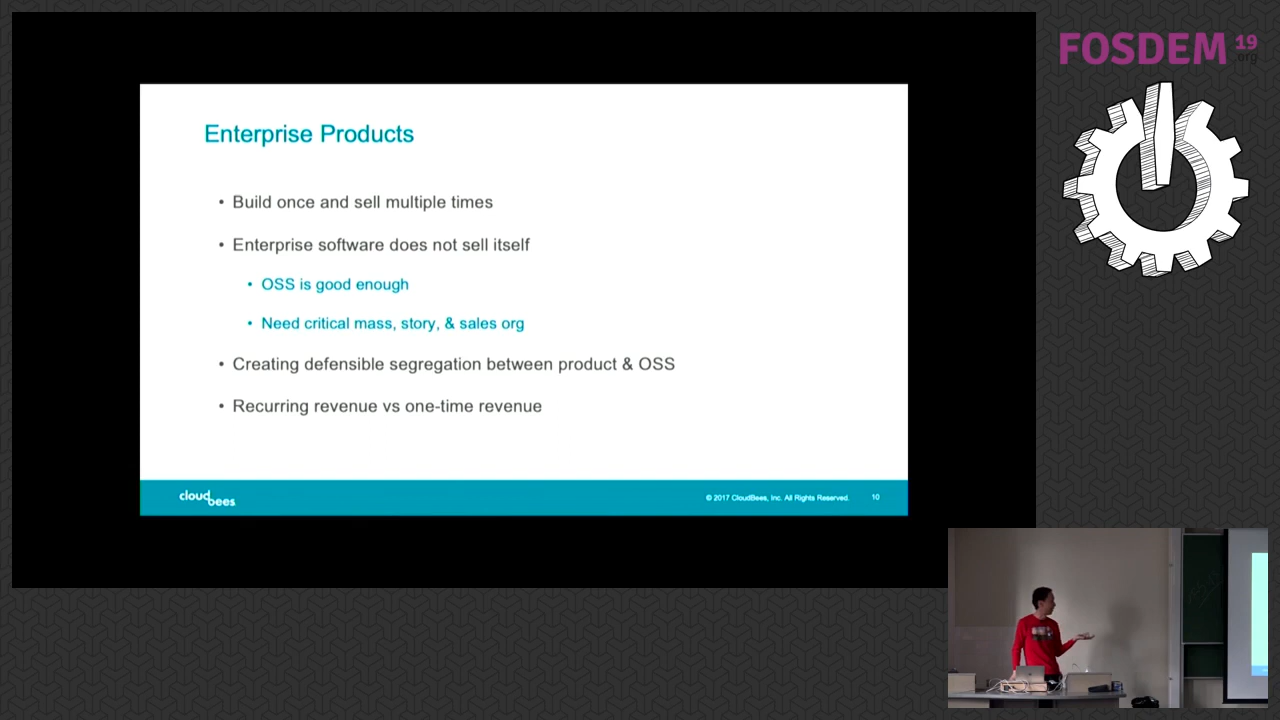 FOSDEM 19
.org
Enterprise Products
• Build once and sell multiple times
• Enterprise software does not sell itself
• OSS is good enough
• Need critical mass, story, & sales org
• Creating defensible segregation between product & OSS
• Recurring revenue vs one-time revenue
cloudbees
© 2017 CloudBees, Inc. All Rights Reserved. 10